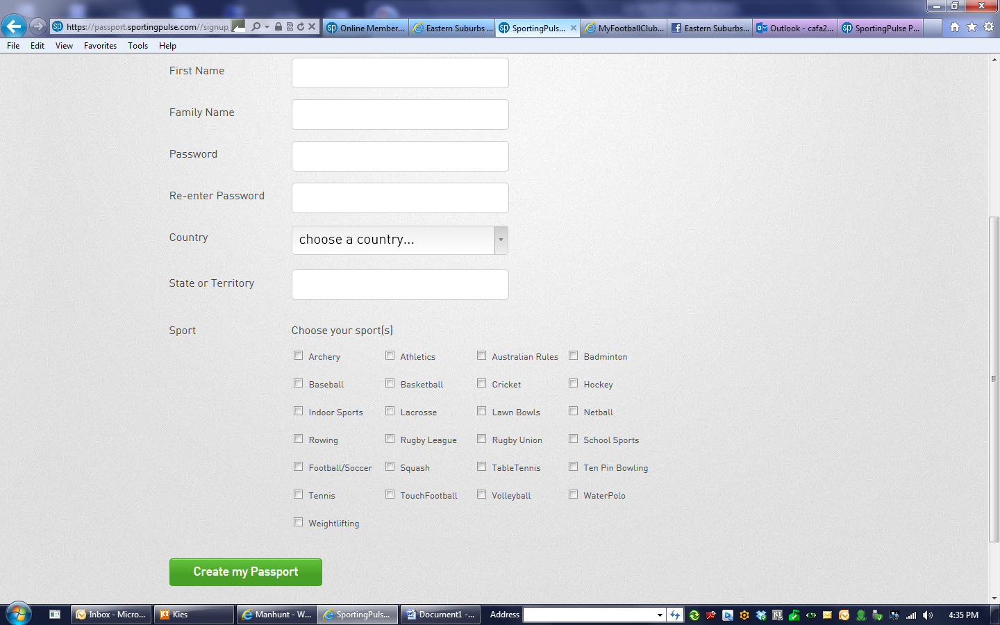 https://passport.sportingpulse.com//signup.
sp Online Member...
Eastern Suburbs ...
sp SportingPuls...
MyFootballClub...
Eastern Suburbs...
Outlook - cafa2...
sp SportingPulse P...
File Edit View Favorites Tools Help
First Name
Family Name
Password
Re-enter Password
Country choose a country...
State or Territory
Sport Choose your sport(s)
Archery Athletics Australian Rules Badminton
Baseball Basketball Cricket Hockey
Indoor Sports Lacrosse Lawn Bowls Netball
Rowing Rugby League Rugby Union School Sports
Football/Soccer Squash TableTennis Ten Pin Bowling
Tennis TouchFootball Volleyball WaterPolo
Weightlifting
Create my Passport
Inbox - Micro... Kies Manhunt - W... SportingPuls... Document1 -... Address 4:35 PM